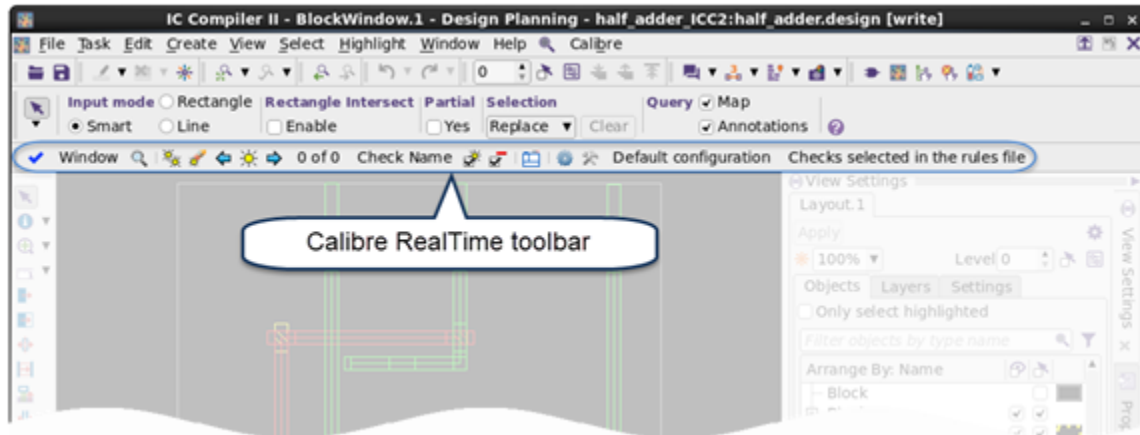 IC Compiler II - BlockWindow.1 - Design Planning - half_adder_ICC2:half_adder.design [write]
File Task Edit Create View Select Highlight Window Help Calibre
0
Input mode Rectangle Rectangle Intersect Partial Selection Query Map
Smart Line Enable Yes Replace Clear Annotations
Window 0 of 0 Check Name Default configuration Checks selected in the rules file
View Settings
Layout.1
Calibre RealTime toolbar
Apply
100% Level 0
Objects Layers Settings
Only select highlighted
Filter objects by type name
Arrange By: Name
Block
View Settings